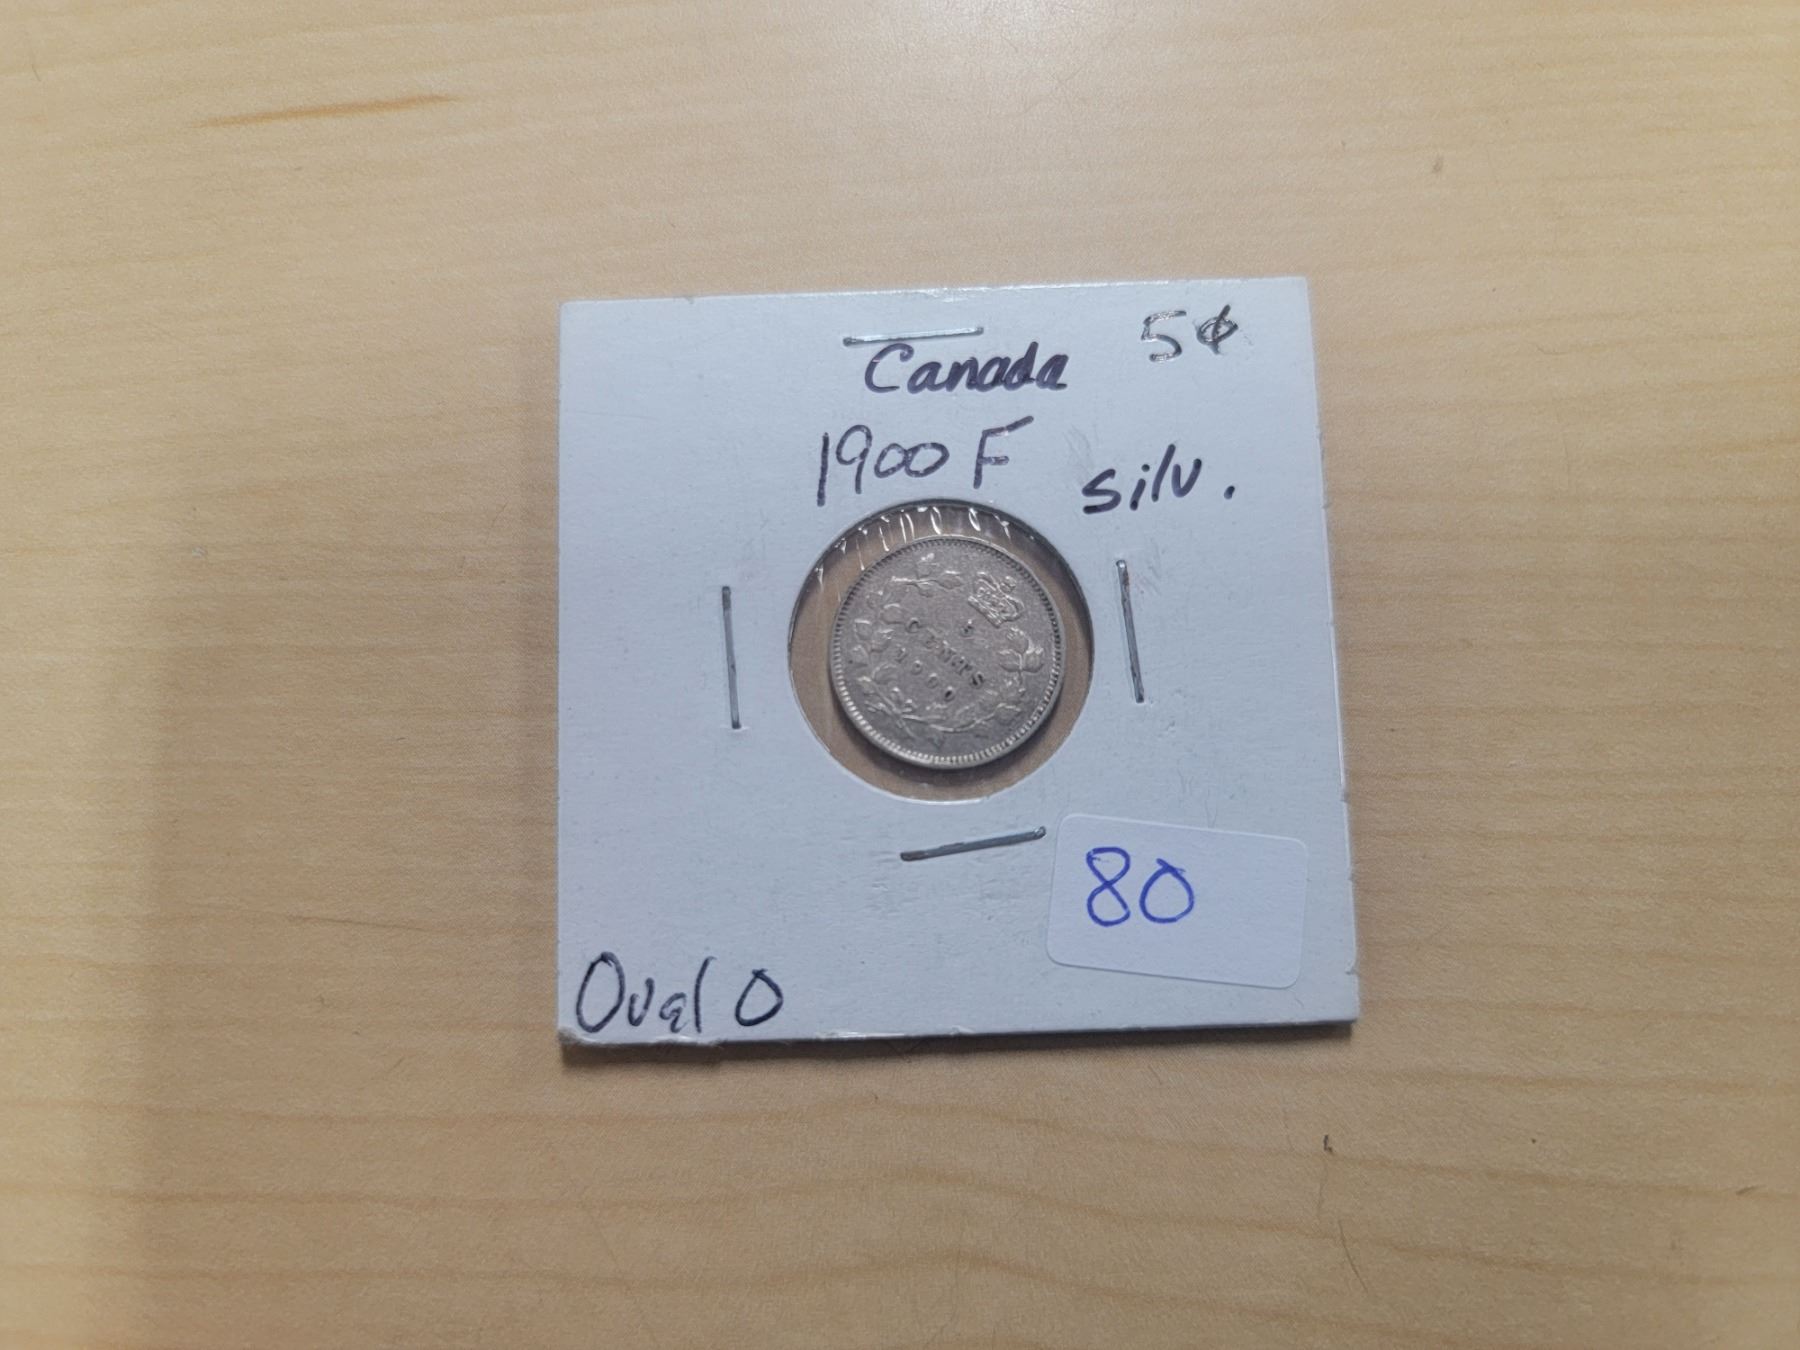 5¢
Canada
1900 F
silv.
5
CENTS
1900
80
Oval O